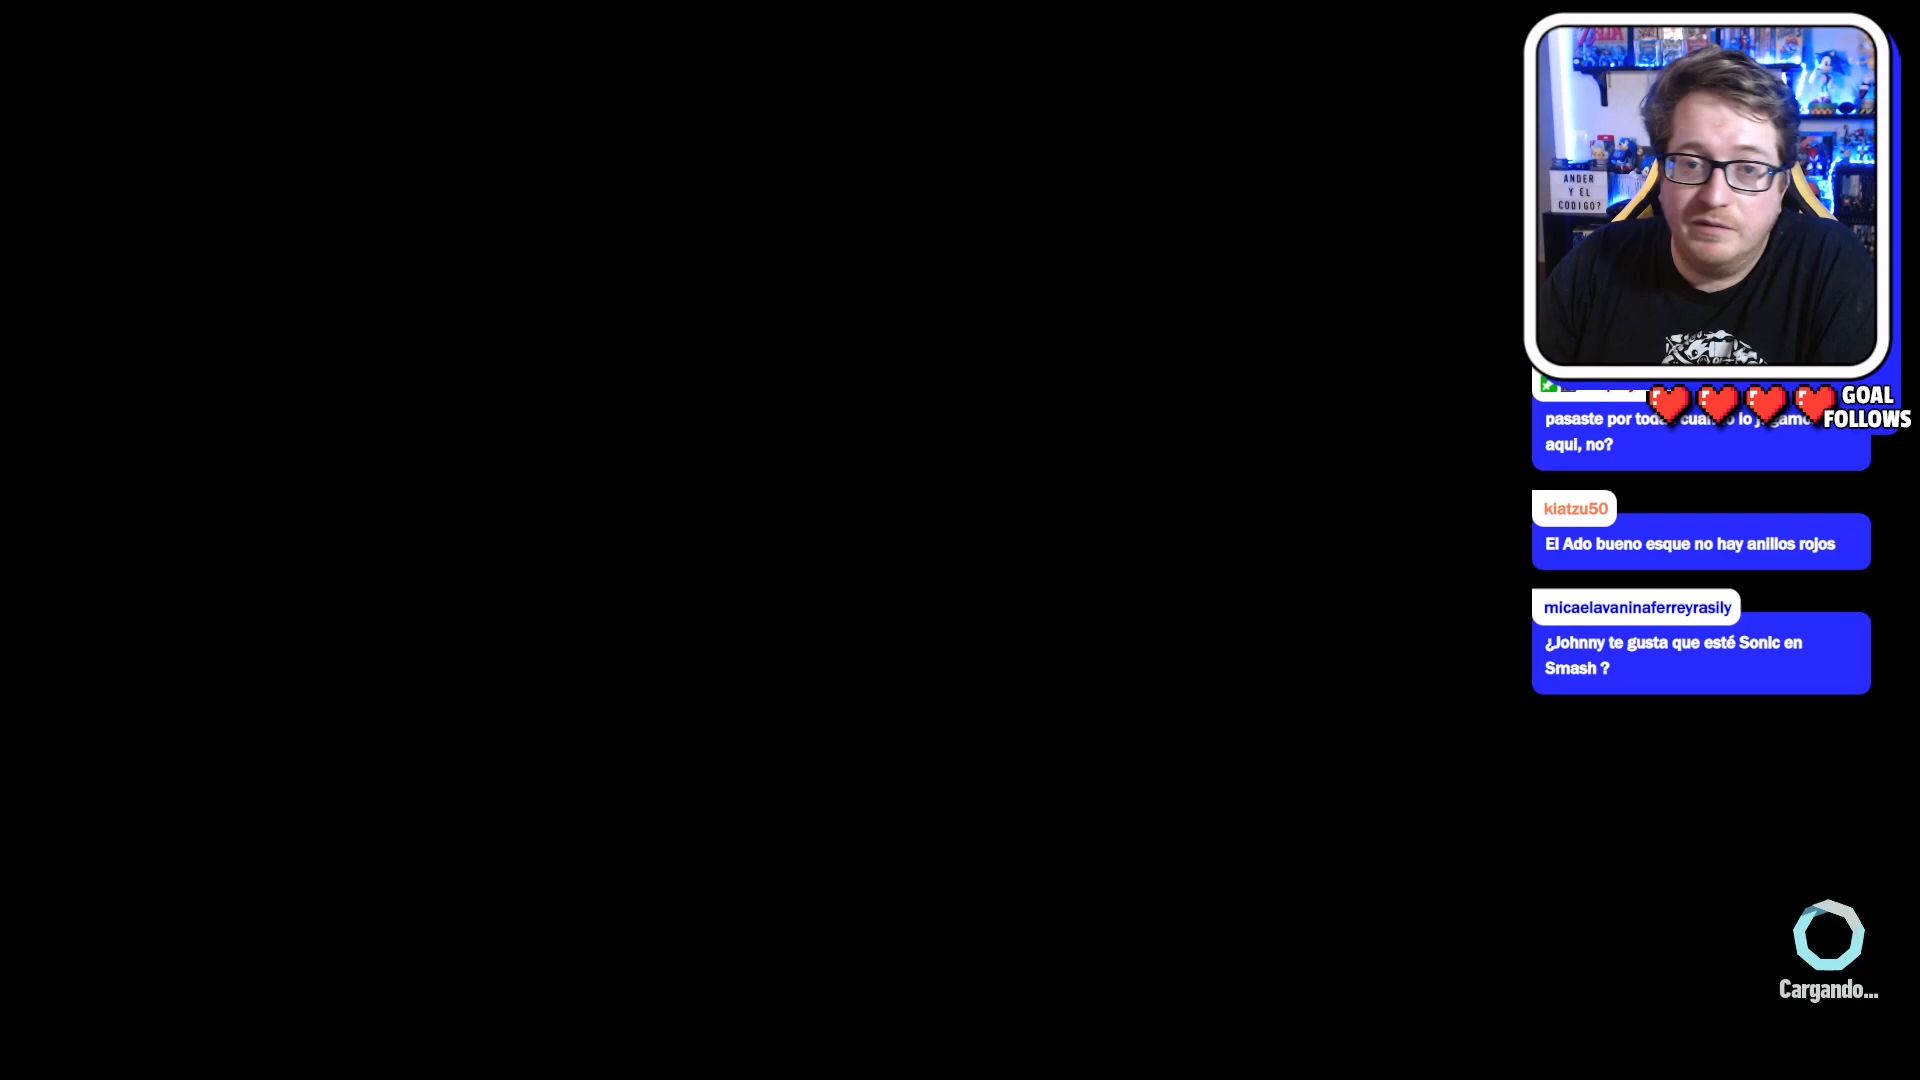 ZELDA
ANDER
Y EL
CODIGO?
GOAL
FOLLOWS
pasaste por
lo
aqui, no?
kiatzu50
El Ado bueno esque no hay anillos rojos
micaelavaninaferreyrasily
¿Johnny te gusta que esté Sonic en
Smash ?
Cargando...